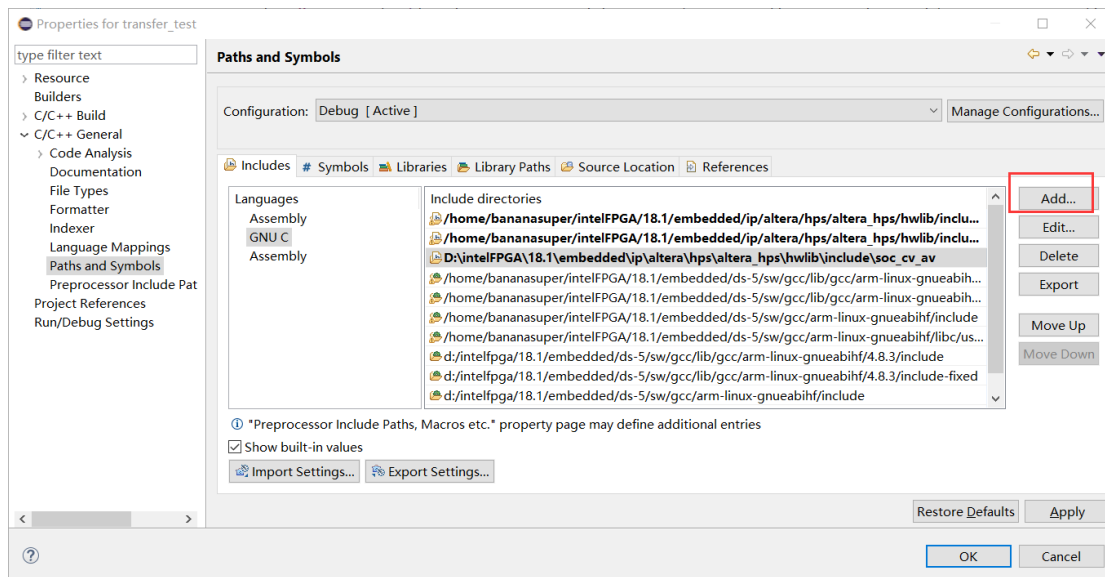 Properties for transfer_test
type filter text
Resource
Builders
C/C++ Build
C/C++ General
Code Analysis
Documentation
File Types
Formatter
Indexer
Language Mappings
Paths and Symbols
Preprocessor Include Pat
Project References
Run/Debug Settings
Paths and Symbols
Configuration: Debug [ Active ]
Manage Configurations...
Includes # Symbols Libraries Library Paths Source Location References
Languages
Assembly
GNU C
Assembly
Include directories
/home/bananasuper/intelFPGA/18.1/embedded/ip/altera/hps/altera_hps/hwlib/inclu...
/home/bananasuper/intelFPGA/18.1/embedded/ip/altera/hps/altera_hps/hwlib/inclu...
D:\intelFPGA\18.1\embedded\ip\altera\hps\altera_hps\hwlib\include\soc_cv_av
/home/bananasuper/intelFPGA/18.1/embedded/ds-5/sw/gcc/lib/gcc/arm-linux-gnueabih...
/home/bananasuper/intelFPGA/18.1/embedded/ds-5/sw/gcc/lib/gcc/arm-linux-gnueabih...
/home/bananasuper/intelFPGA/18.1/embedded/ds-5/sw/gcc/arm-linux-gnueabihf/include
/home/bananasuper/intelFPGA/18.1/embedded/ds-5/sw/gcc/arm-linux-gnueabihf/libc/us...
d:/intelfpga/18.1/embedded/ds-5/sw/gcc/lib/gcc/arm-linux-gnueabihf/4.8.3/include
d:/intelfpga/18.1/embedded/ds-5/sw/gcc/lib/gcc/arm-linux-gnueabihf/4.8.3/include-fixed
d:/intelfpga/18.1/embedded/ds-5/sw/gcc/arm-linux-gnueabihf/include
Add...
Edit...
Delete
Export
Move Up
Move Down
"Preprocessor Include Paths, Macros etc." property page may define additional entries
Show built-in values
Import Settings... Export Settings...
Restore Defaults Apply
OK Cancel